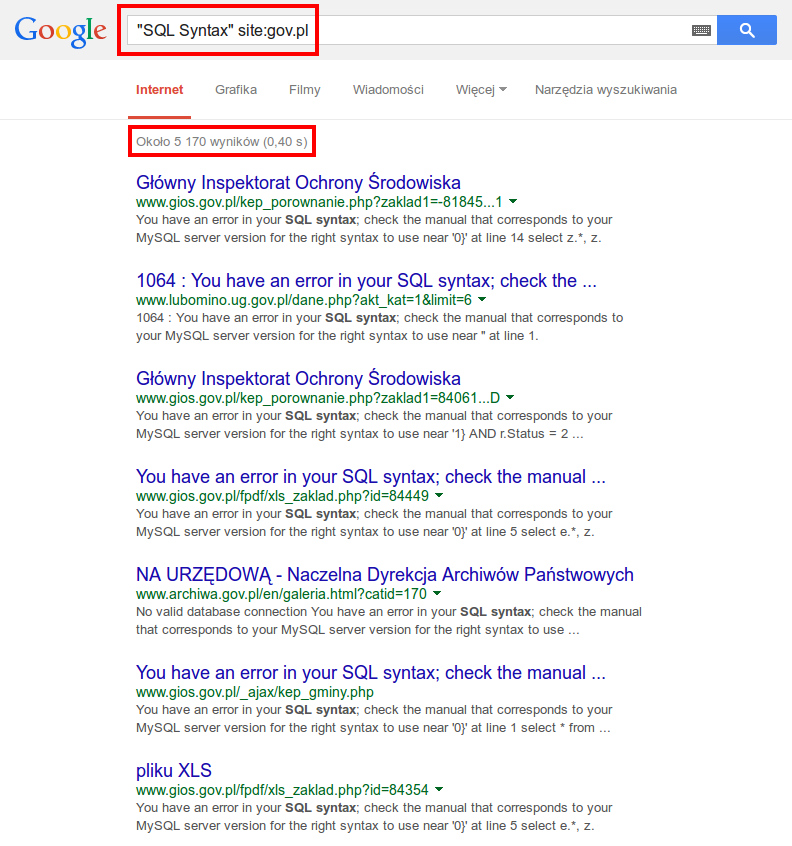 Google
"SQL Syntax" site:gov.pl
Internet Grafika Filmy Wiadomości Więcej Narzędzia wyszukiwania
Około 5 170 wyników (0,40 s)
Główny Inspektorat Ochrony Środowiska
www.gios.gov.pl/kep_porownanie.php?zaklad1=-81845...1
You have an error in your SQL syntax; check the manual that corresponds to your
MySQL server version for the right syntax to use near '0}' at line 14 select z.*, z.
1064 : You have an error in your SQL syntax; check the ...
www.lubomino.ug.gov.pl/dane.php?akt_kat=1&limit=6
1064 : You have an error in your SQL syntax; check the manual that corresponds to
your MySQL server version for the right syntax to use near '' at line 1.
Główny Inspektorat Ochrony Środowiska
www.gios.gov.pl/kep_porownanie.php?zaklad1=84061...D
You have an error in your SQL syntax; check the manual that corresponds to your
MySQL server version for the right syntax to use near '1} AND r.Status = 2 ...
You have an error in your SQL syntax; check the manual ...
www.gios.gov.pl/fpdf/xls_zaklad.php?id=84449
You have an error in your SQL syntax; check the manual that corresponds to your
MySQL server version for the right syntax to use near '0}' at line 5 select e.*, z.
NA URZĘDOWĄ - Naczelna Dyrekcja Archiwów Państwowych
www.archiwa.gov.pl/en/galeria.html?catid=170
No valid database connection You have an error in your SQL syntax; check the manual
that corresponds to your MySQL server version for the right syntax to use ...
You have an error in your SQL syntax; check the manual ...
www.gios.gov.pl/_ajax/kep_gminy.php
You have an error in your SQL syntax; check the manual that corresponds to your
MySQL server version for the right syntax to use near '0}' at line 1 select * from ...
pliku XLS
www.gios.gov.pl/fpdf/xls_zaklad.php?id=84354
You have an error in your SQL syntax; check the manual that corresponds to your
MySQL server version for the right syntax to use near '0}' at line 5 select e.*, z.